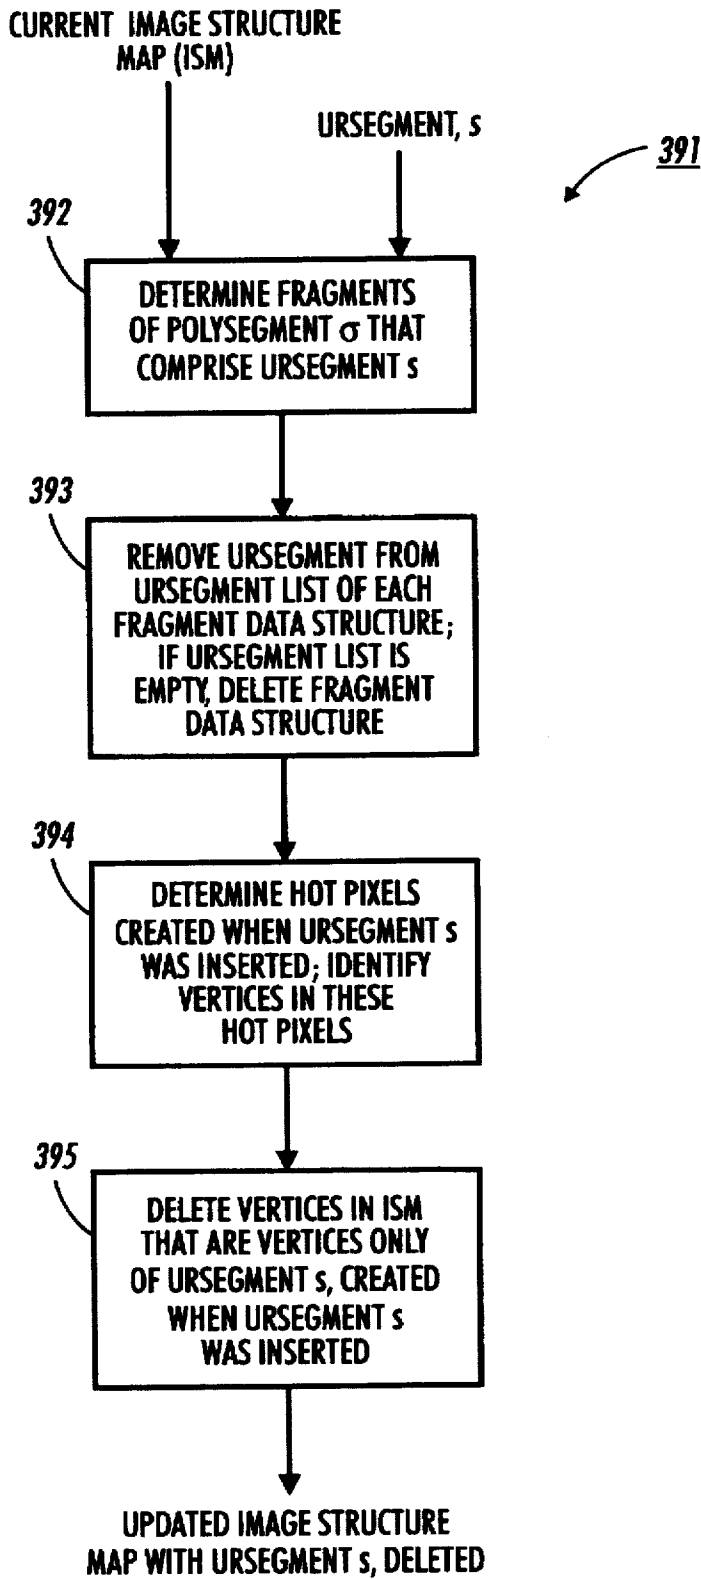 CURRENT IMAGE STRUCTURE
MAP (ISM)
URSEGMENT, s
391
392
DETERMINE FRAGMENTS
OF POLYSEGMENT σ THAT
COMPRISE URSEGMENT s
393
REMOVE URSEGMENT FROM
URSEGMENT LIST OF EACH
FRAGMENT DATA STRUCTURE;
IF URSEGMENT LIST IS
EMPTY, DELETE FRAGMENT
DATA STRUCTURE
394
DETERMINE HOT PIXELS
CREATED WHEN URSEGMENT s
WAS INSERTED; IDENTIFY
VERTICES IN THESE
HOT PIXELS
395
DELETE VERTICES IN ISM
THAT ARE VERTICES ONLY
OF URSEGMENT s, CREATED
WHEN URSEGMENT s
WAS INSERTED
UPDATED IMAGE STRUCTURE
MAP WITH URSEGMENT s, DELETED